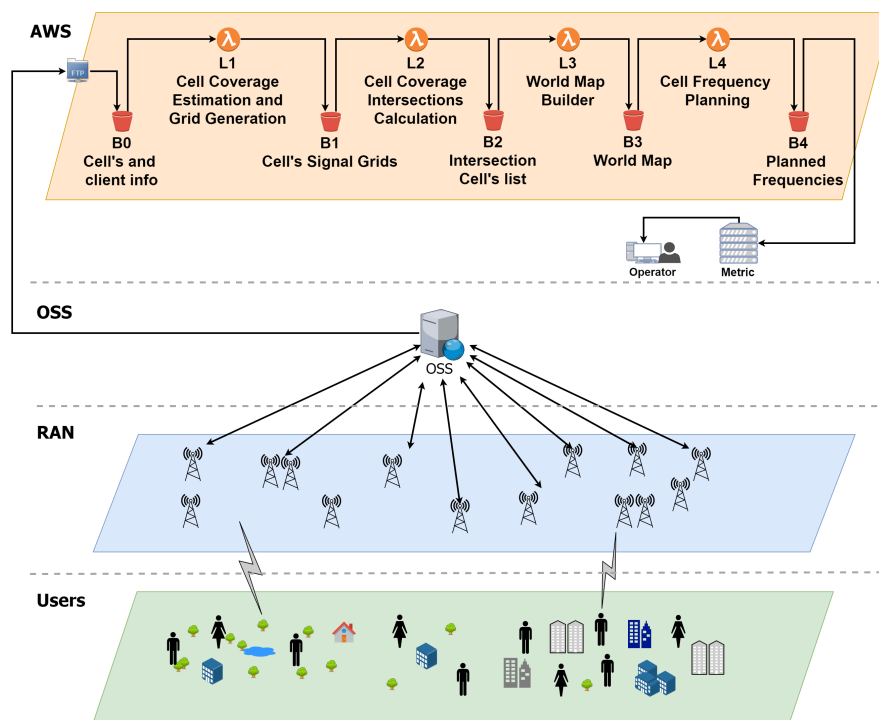 AWS
FTP
L1
Cell Coverage
Estimation and
Grid Generation
L2
Cell Coverage
Intersections
Calculation
L3
World Map
Builder
L4
Cell Frequency
Planning
B0
Cell's and
client info
B1
Cell's Signal Grids
B2
Intersection
Cell's list
B3
World Map
B4
Planned
Frequencies
Operator
Metric
OSS
OSS
RAN
Users